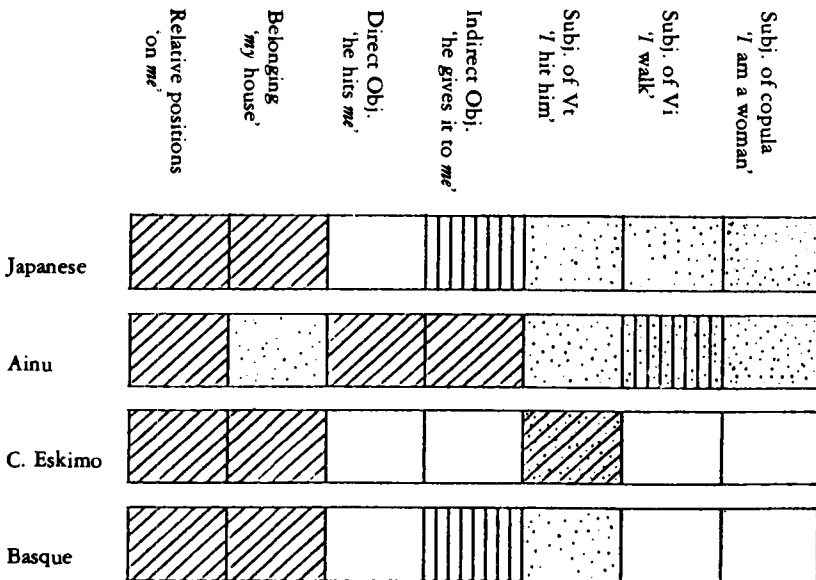 Relative positions
'on me'
Belonging
'my house'
Direct Obj.
'he hits me'
Indirect Obj.
'he gives it to me'
Subj. of Vt
'I hit him'
Subj. of Vi
'I walk'
Subj. of copula
'I am a woman'
Japanese
Ainu
C. Eskimo
Basque